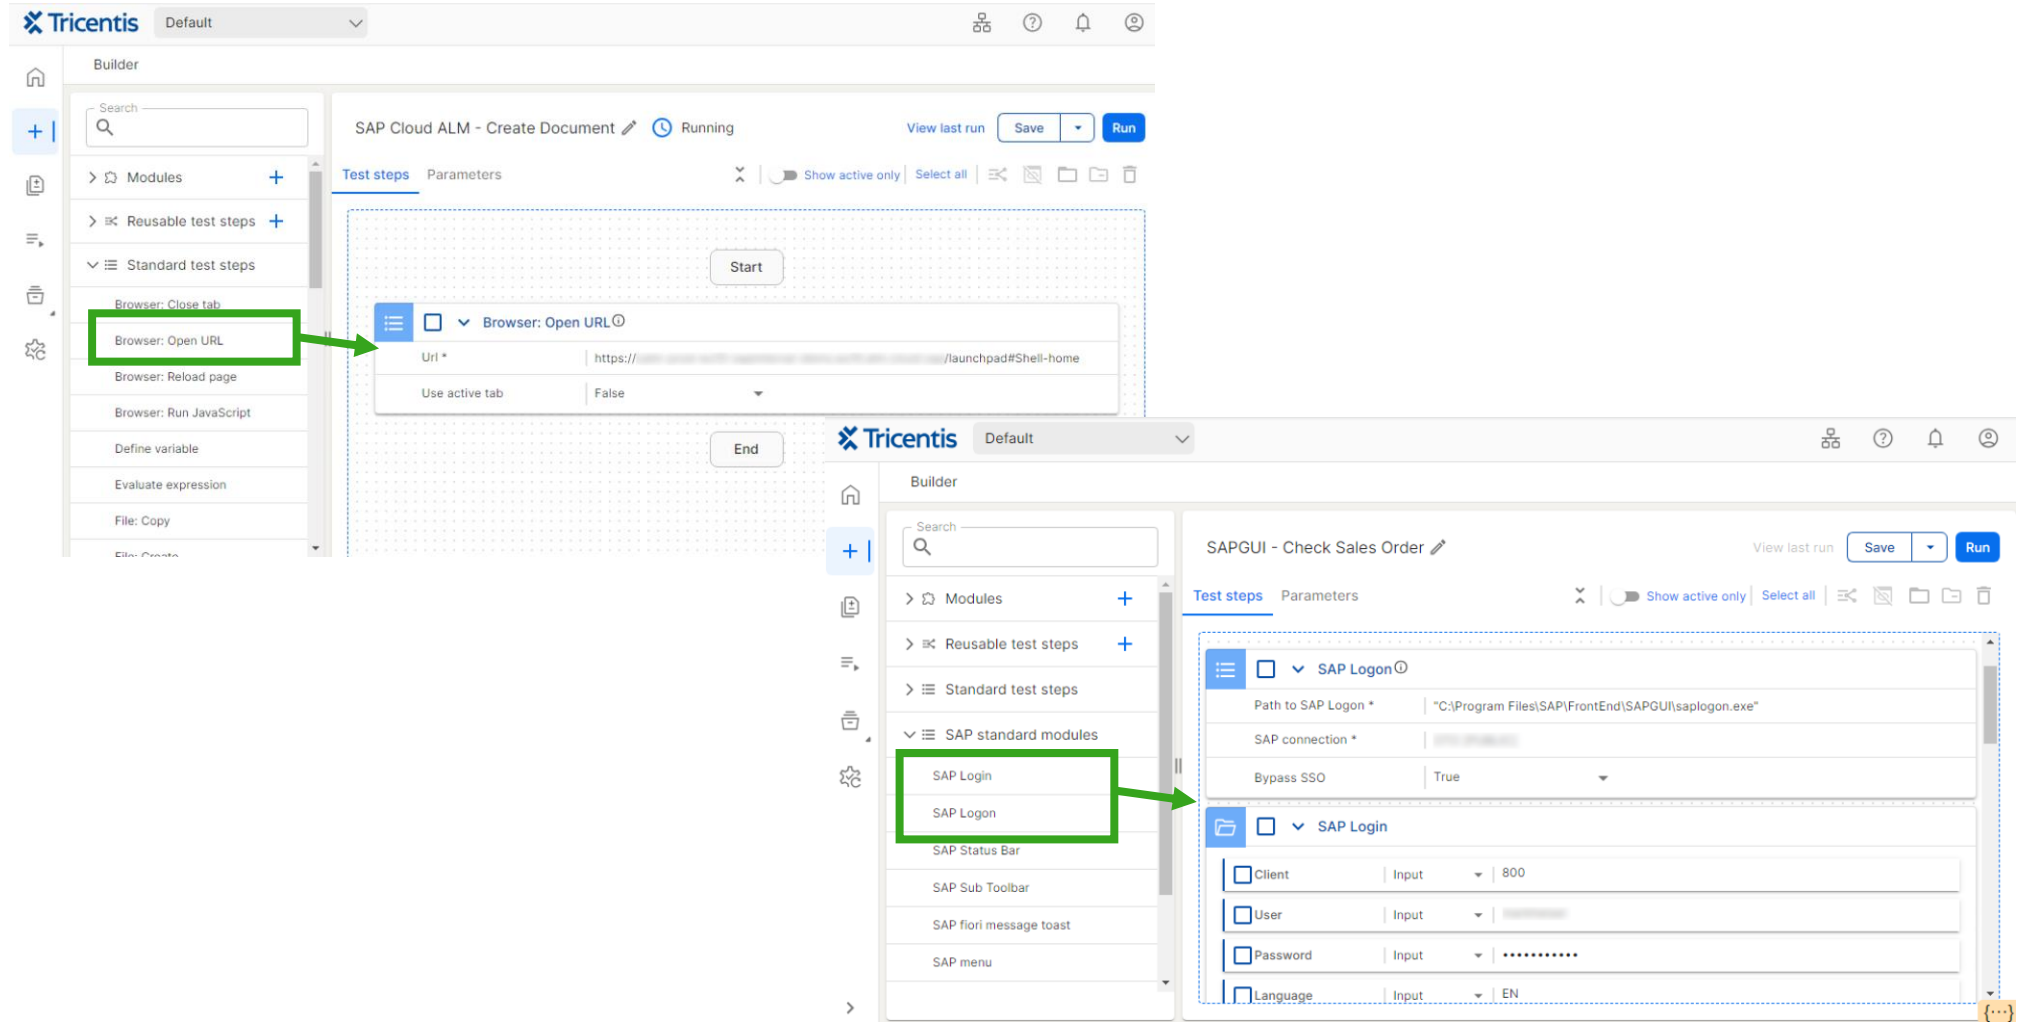 Tricentis Default
Builder
Search
Modules
Reusable test steps
Standard test steps
Browser: Close tab
Browser: Open URL
Browser: Reload page
Browser: Run JavaScript
Define variable
Evaluate expression
File: Copy
File: Create
SAP Cloud ALM - Create Document Running View last run Save Run
Test steps Parameters Show active only Select all
Start
Browser: Open URL
Url * https:// /launchpad#Shell-home
Use active tab False
End
Tricentis Default
Builder
Search
Modules
Reusable test steps
Standard test steps
SAP standard modules
SAP Login
SAP Logon
SAP Status Bar
SAP Sub Toolbar
SAP fiori message toast
SAP menu
SAPGUI - Check Sales Order View last run Save Run
Test steps Parameters Show active only Select all
SAP Logon
Path to SAP Logon * "C:\Program Files\SAP\FrontEnd\SAPGUI\saplogon.exe"
SAP connection *
Bypass SSO True
SAP Login
Client Input 800
User Input
Password Input •••••••••••
Language Input EN
{...}